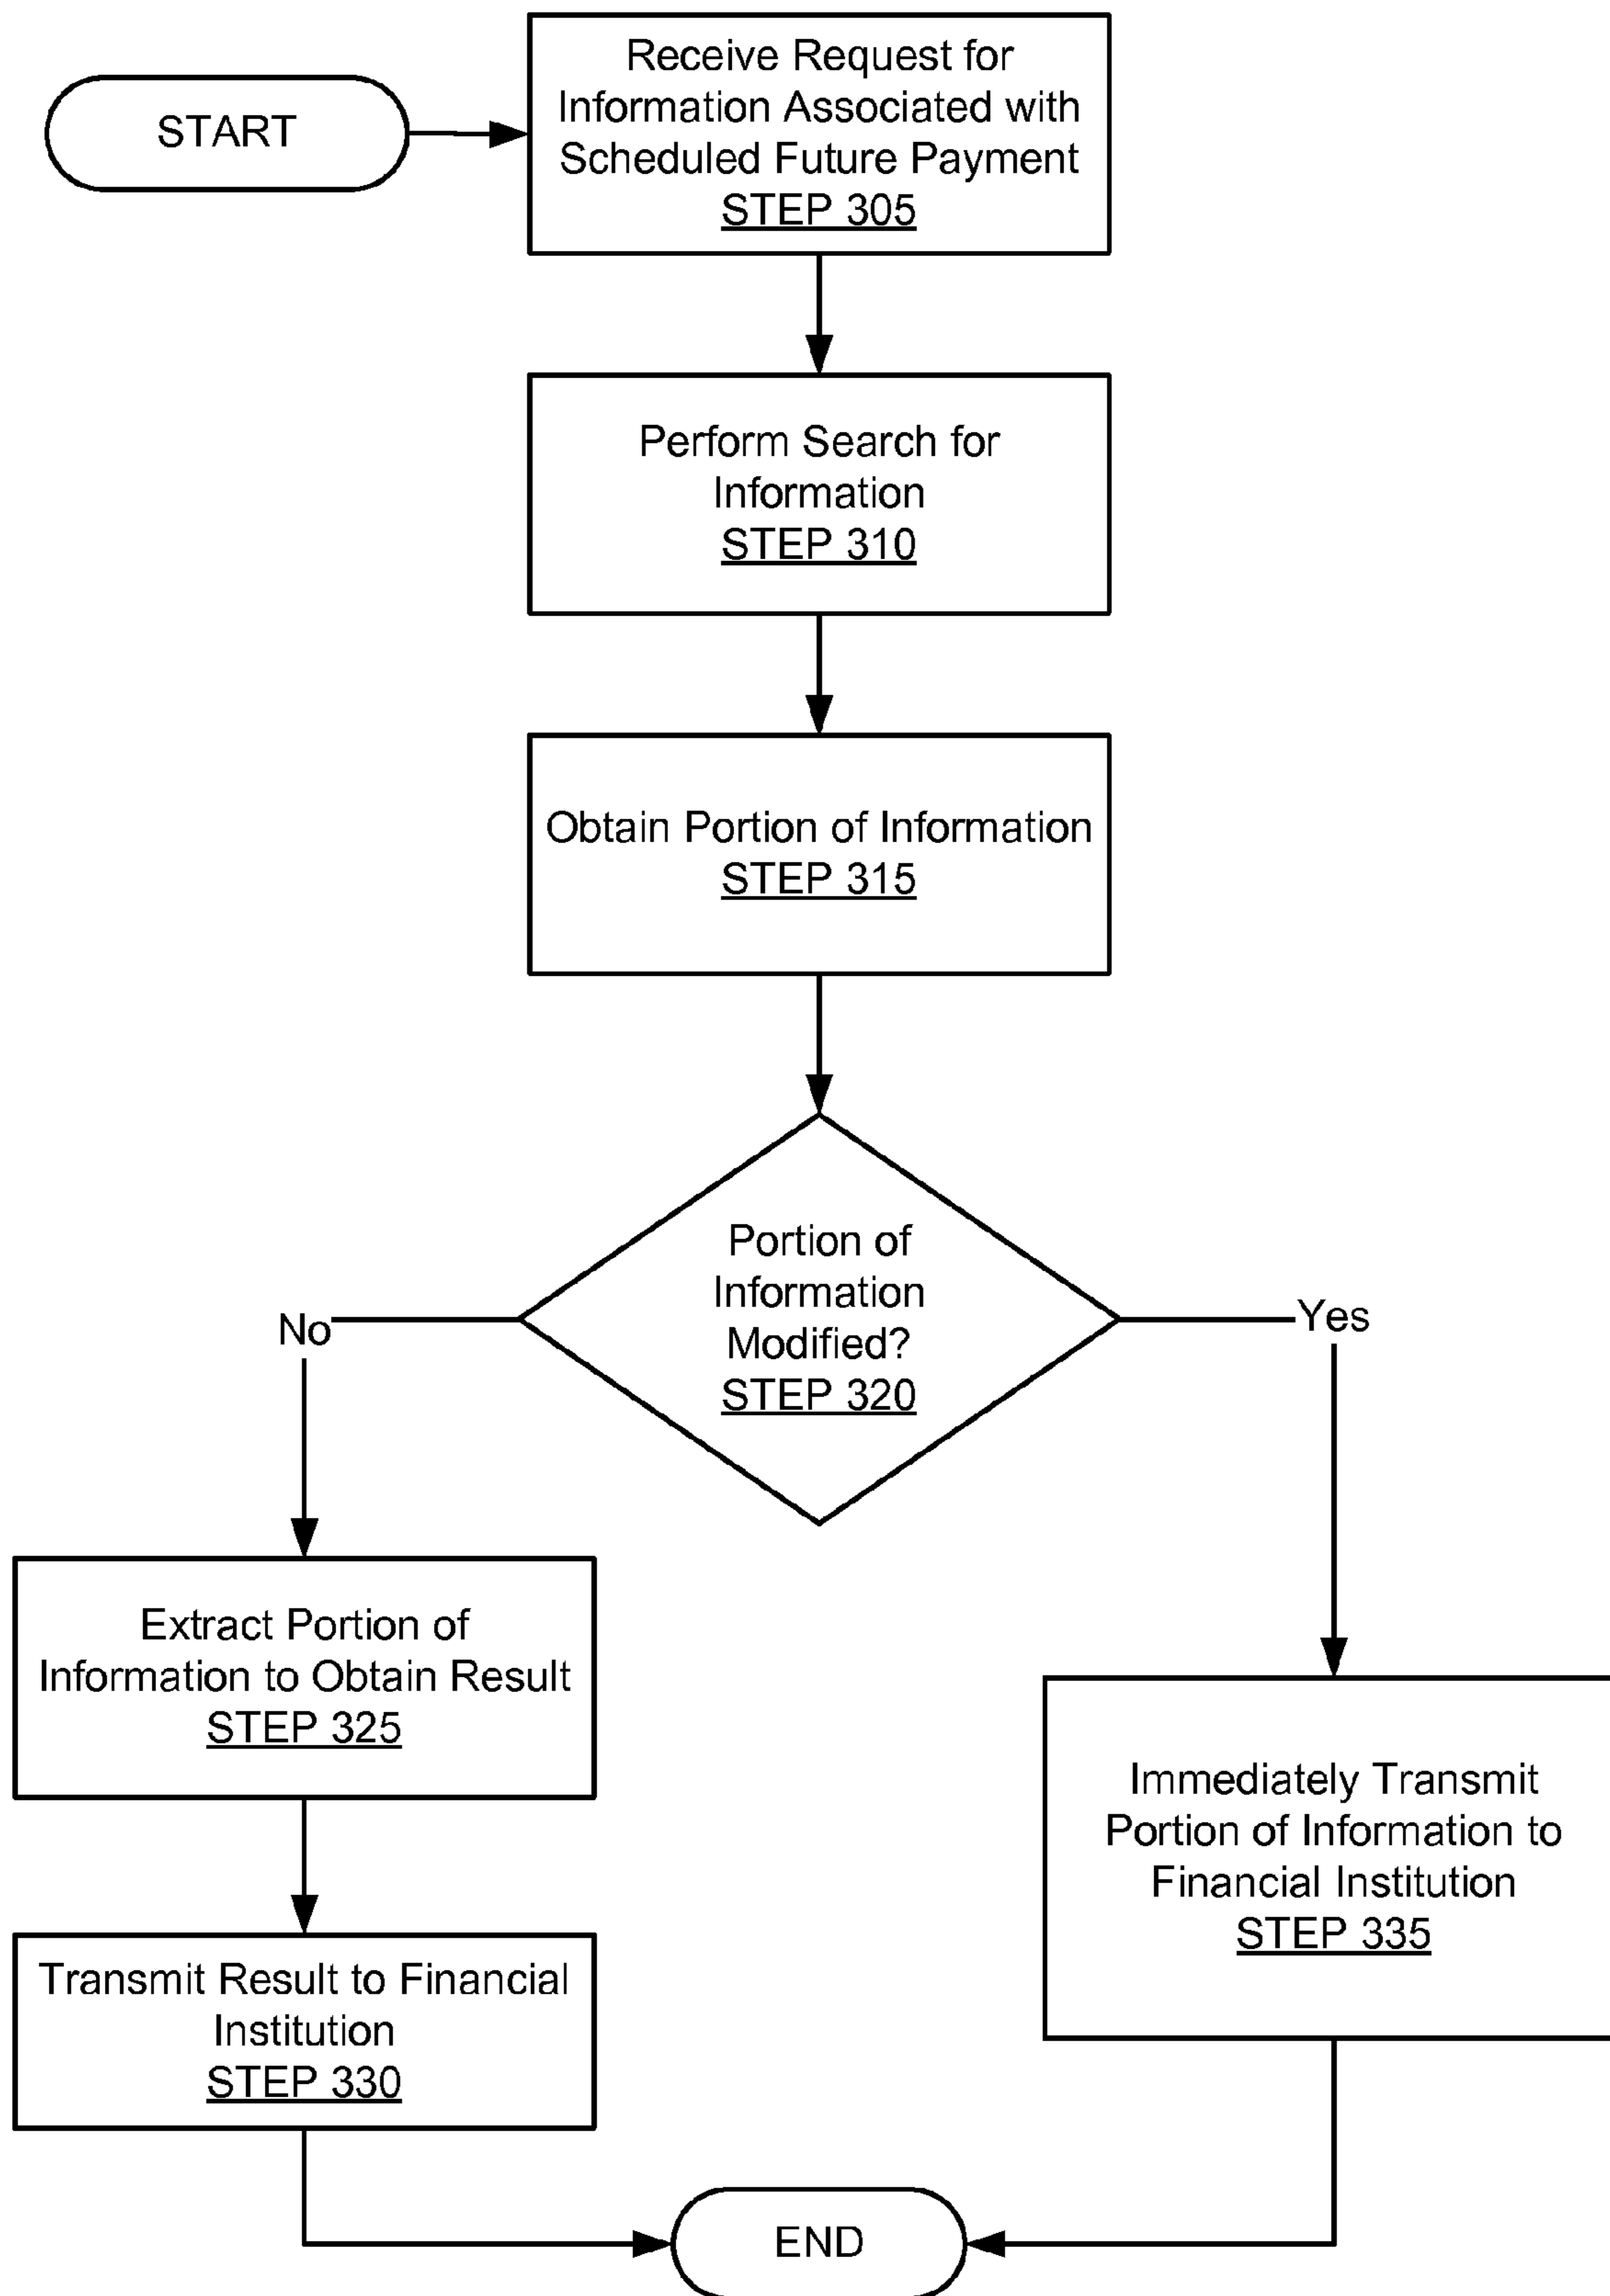 START
Receive Request for
Information Associated with
Scheduled Future Payment
STEP 305
Perform Search for
Information
STEP 310
Obtain Portion of Information
STEP 315
Portion of
Information
Modified?
STEP 320
No
Yes
Extract Portion of
Information to Obtain Result
STEP 325
Immediately Transmit
Portion of Information to
Financial Institution
STEP 335
Transmit Result to Financial
Institution
STEP 330
END